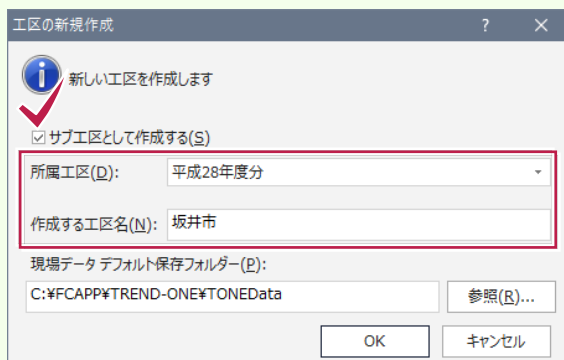 工区の新規作成 ? ×
新しい工区を作成します
サブ工区として作成する(S)
所属工区(D): 平成28年度分
作成する工区名(N): 坂井市
現場データ デフォルト保存フォルダー(P):
C:¥FCAPP¥TREND-ONE¥TONEData 参照(R)...
OK キャンセル